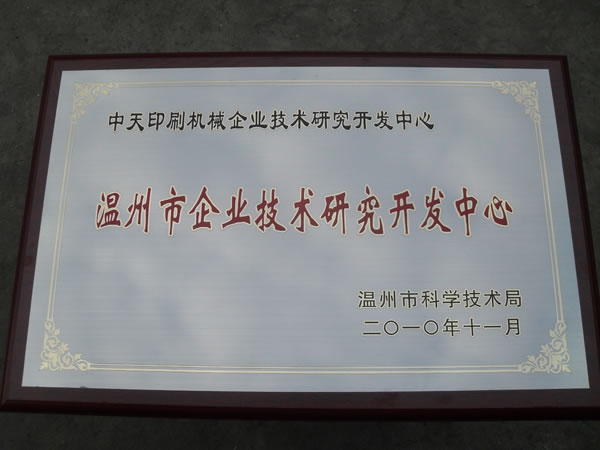 中天印刷机械企业技术研究开发中心
温州市企业技术研究开发中心
温州市科学技术局
二〇一〇年十一月